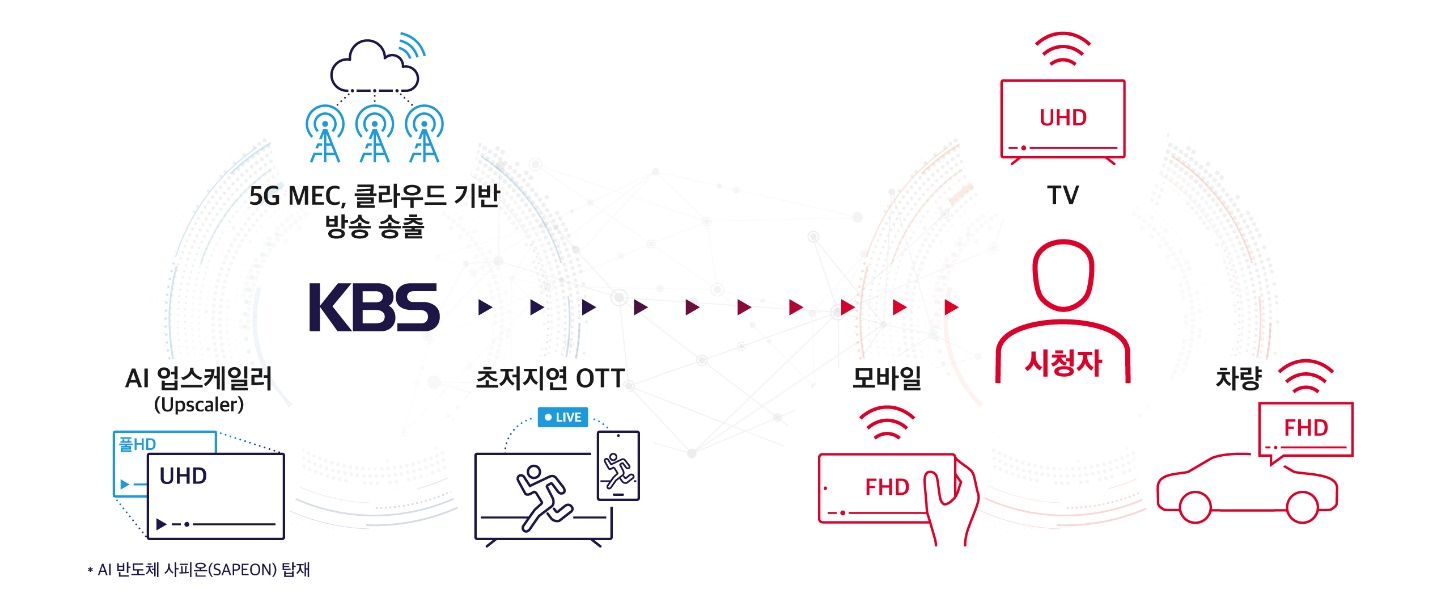 5G MEC, 클라우드 기반
방송 송출
KBS
AI 업스케일러
(Upscaler)
풀HD
UHD
* AI 반도체 사피온(SAPEON) 탑재
초저지연 OTT
LIVE
UHD
TV
시청자
모바일
FHD
차량
FHD